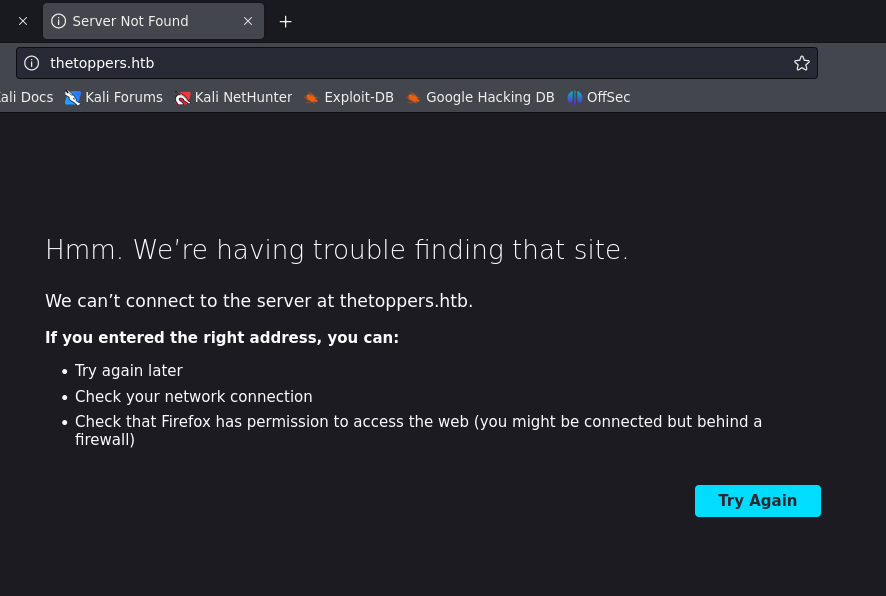 Server Not Found
thetoppers.htb
ali Docs Kali Forums Kali NetHunter Exploit-DB Google Hacking DB OffSec
Hmm. We're having trouble finding that site.
We can’t connect to the server at thetoppers.htb.
If you entered the right address, you can:
• Try again later
• Check your network connection
• Check that Firefox has permission to access the web (you might be connected but behind a
firewall)
Try Again